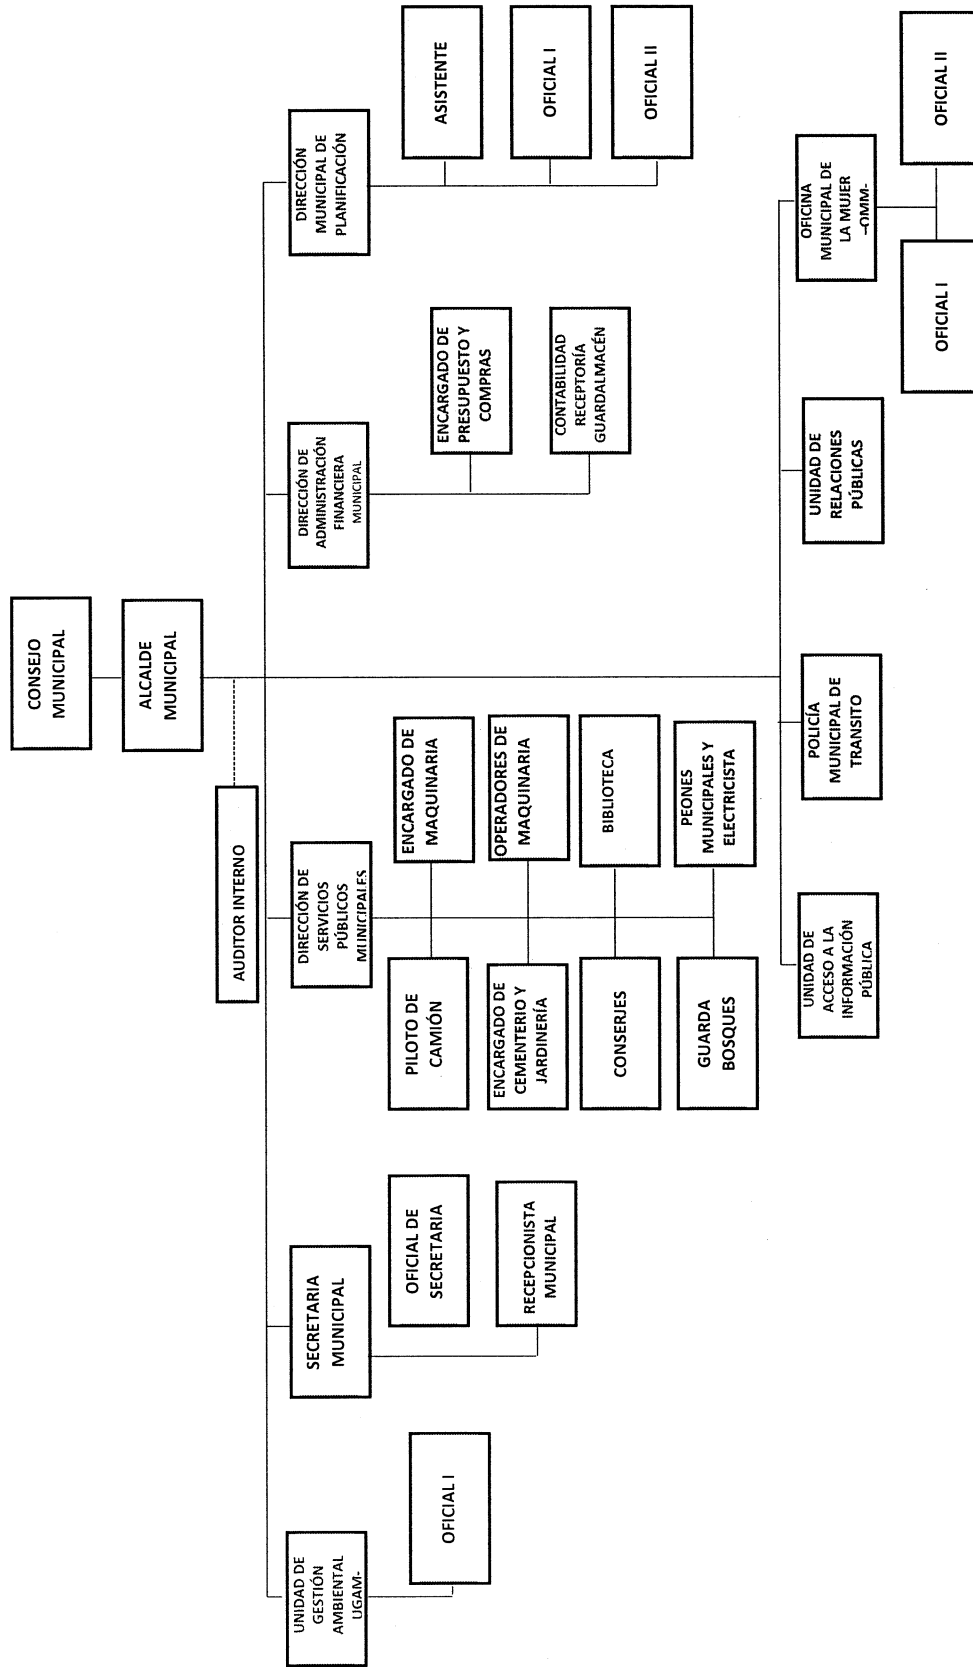 CONSEJO
MUNICIPAL
ALCALDE
MUNICIPAL
AUDITOR INTERNO
UNIDAD DE
GESTIÓN
AMBIENTAL
UGAM-
OFICIAL I
SECRETARIA
MUNICIPAL
OFICIAL DE
SECRETARIA
RECEPCIONISTA
MUNICIPAL
DIRECCIÓN DE
SERVICIOS
PÚBLICOS
MUNICIPALES
PILOTO DE
CAMIÓN
ENCARGADO DE
MAQUINARIA
ENCARGADO DE
CEMENTERIO Y
JARDINERÍA
OPERADORES DE
MAQUINARIA
CONSERJES
BIBLIOTECA
GUARDA
BOSQUES
PEONES
MUNICIPALES Y
ELECTRICISTA
DIRECCIÓN DE
ADMINISTRACIÓN
FINANCIERA
MUNICIPAL
ENCARGADO DE
PRESUPUESTO Y
COMPRAS
CONTABILIDAD
RECEPTORÍA
GUARDALMACÉN
DIRECCIÓN
MUNICIPAL DE
PLANIFICACIÓN
ASISTENTE
OFICIAL I
OFICIAL II
UNIDAD DE
ACCESO A LA
INFORMACIÓN
PÚBLICA
POLICÍA
MUNICIPAL DE
TRANSITO
UNIDAD DE
RELACIONES
PÚBLICAS
OFICINA
MUNICIPAL DE
LA MUJER
–OMM-
OFICIAL I
OFICIAL II